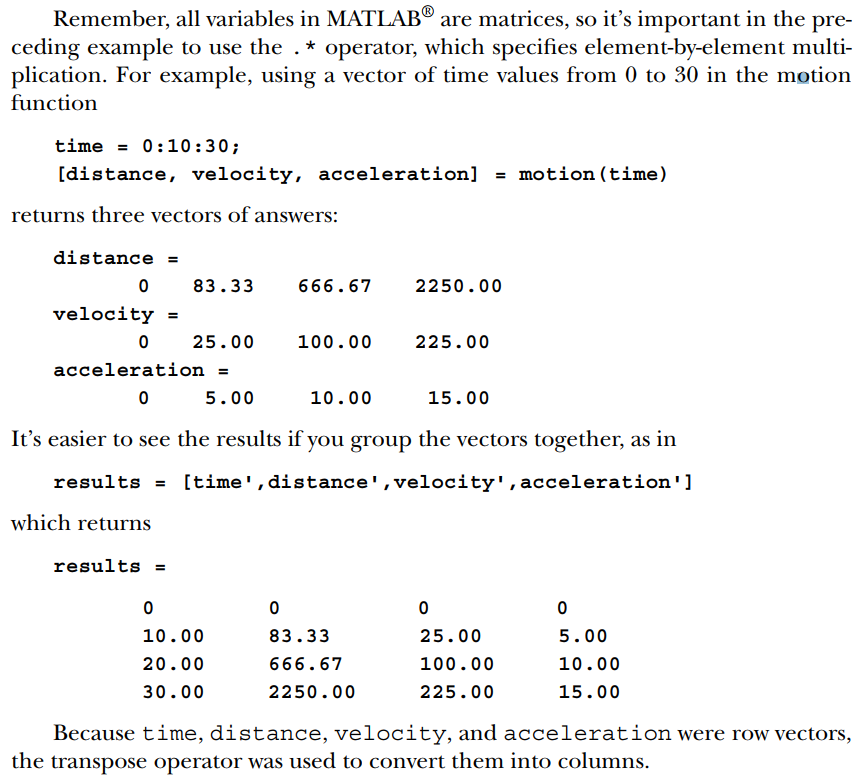 Remember, all variables in MATLAB® are matrices, so it's important in the pre-
ceding example to use the .* operator, which specifies element-by-element multi-
plication. For example, using a vector of time values from 0 to 30 in the motion
function
time = 0:10:30;
[distance, velocity, acceleration] = motion(time)
returns three vectors of answers:
distance =
0 83.33 666.67 2250.00
velocity =
0 25.00 100.00 225.00
acceleration =
0 5.00 10.00 15.00
It's easier to see the results if you group the vectors together, as in
results = [time',distance',velocity',acceleration']
which returns
results =
0 0 0 0
10.00 83.33 25.00 5.00
20.00 666.67 100.00 10.00
30.00 2250.00 225.00 15.00
Because time, distance, velocity, and acceleration were row vectors,
the transpose operator was used to convert them into columns.